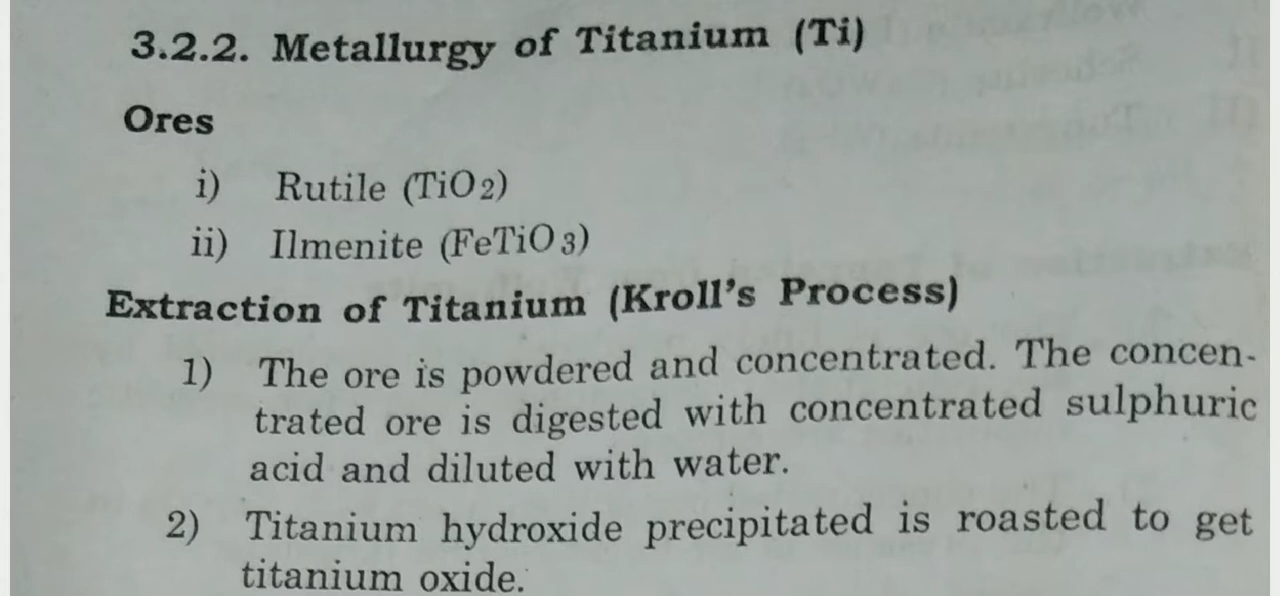 3.2.2. Metallurgy of Titanium (Ti)
Ores
i) Rutile (TiO2)
ii) Ilmenite (FeTiO3)
Extraction of Titanium (Kroll's Process)
1) The ore is powdered and concentrated. The concen-
trated ore is digested with concentrated sulphuric
acid and diluted with water.
2) Titanium hydroxide precipitated is roasted to get
titanium oxide.